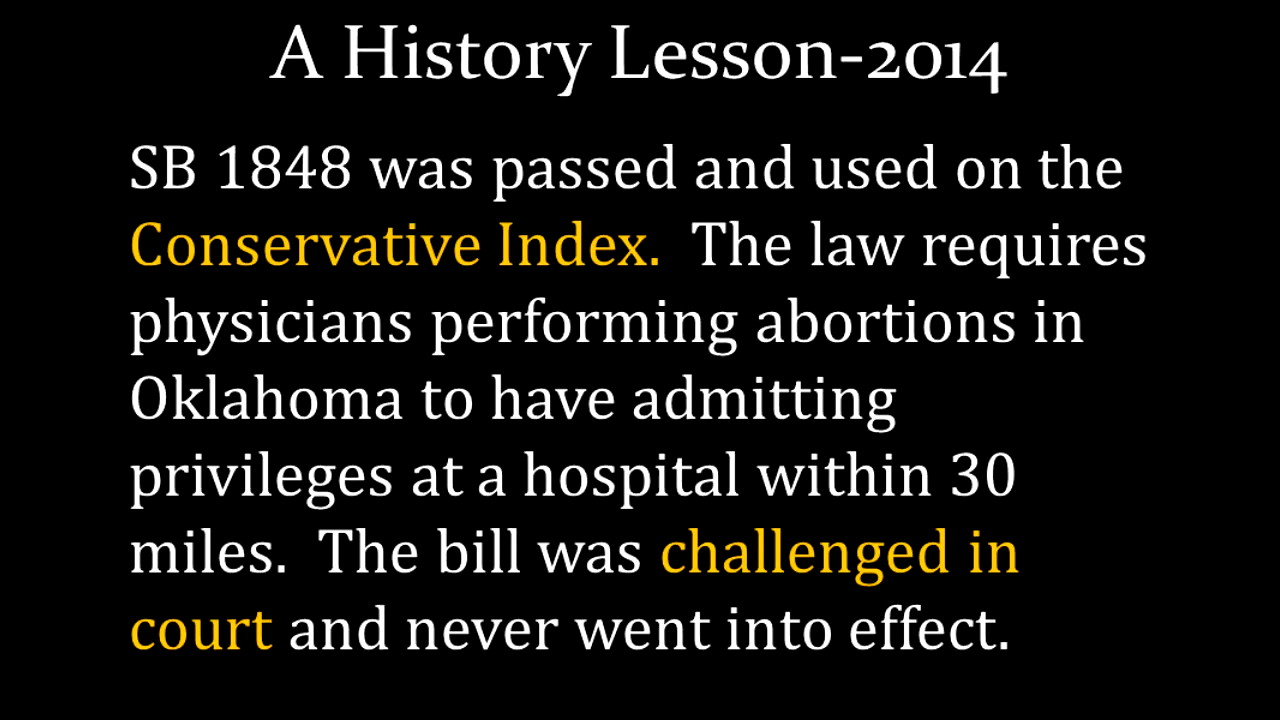 A History Lesson-2014
SB 1848 was passed and used on the
Conservative Index.  The law requires
physicians performing abortions in
Oklahoma to have admitting
privileges at a hospital within 30
miles.  The bill was challenged in
court and never went into effect.